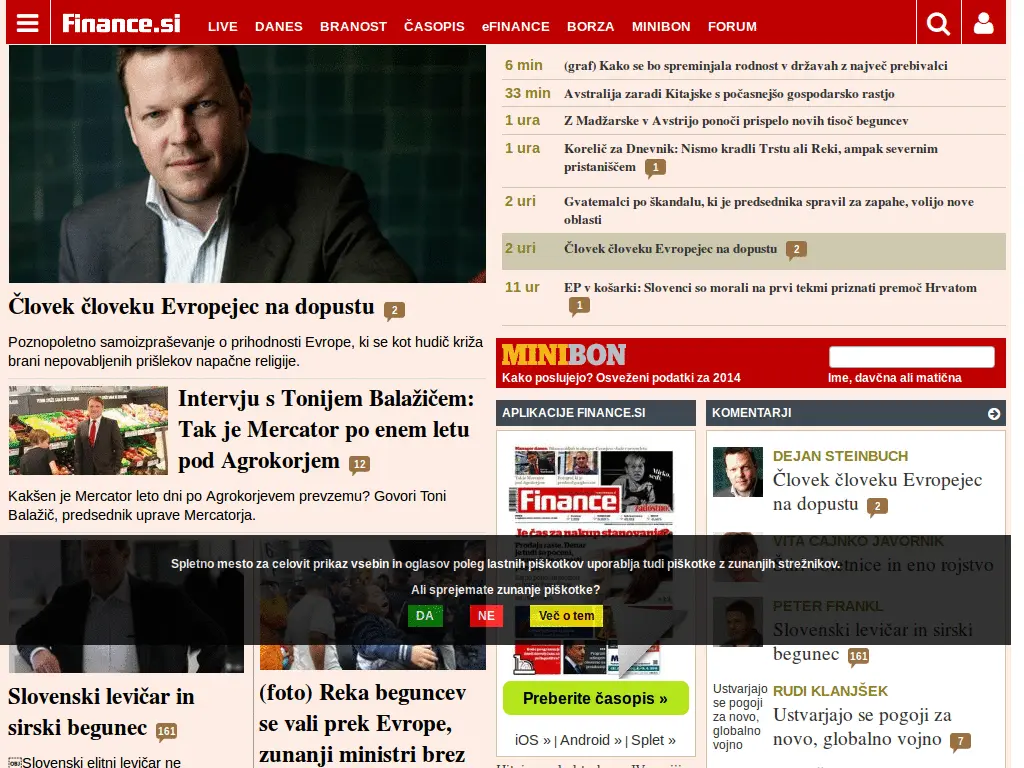 Finance.si LIVE DANES BRANOST ČASOPIS eFINANCE BORZA MINIBON FORUM
6 min (graf) Kako se bo spreminjala rodnost v državah z največ prebivalci
33 min Avstralija zaradi Kitajske s počasnejšo gospodarsko rastjo
1 ura Z Madžarske v Avstrijo ponoči prispelo novih tisoč beguncev
1 ura Korelič za Dnevnik: Nismo kradli Trstu ali Reki, ampak severnim
pristaniščem 1
2 uri Gvatemalci po škandalu, ki je predsednika spravil za zapahe, volijo nove
oblasti
2 uri Človek človeku Evropejec na dopustu 2
11 ur EP v košarki: Slovenci so morali na prvi tekmi priznati premoč Hrvatom
1
Človek človeku Evropejec na dopustu 2
Poznopoletno samoizpraševanje o prihodnosti Evrope, ki se kot hudič križa
brani nepovabljenih prišlekov napačne religije.
Intervju s Tonijem Balažičem:
Tak je Mercator po enem letu
pod Agrokorjem 12
Kakšen je Mercator leto dni po Agrokorjevem prevzemu? Govori Toni
Balažič, predsednik uprave Mercatorja.
MINIBON
Kako poslujejo? Osveženi podatki za 2014 Ime, davčna ali matična
APLIKACIJE FINANCE.SI
Finance
Je čas za nakup stanovanja?
KOMENTARJI
DEJAN STEINBUCH
Človek človeku Evropejec
na dopustu 2
VITA CAJNKO JAVORNIK
obletnice in eno rojstvo
PETER FRANKL
Slovenski levičar in sirski
begunec 161
Ustvarjajo
se pogoji
za novo,
globalno
novo
RUDI KLANJŠEK
Ustvarjajo se pogoji za
novo, globalno vojno 7
Spletno mesto za celovit prikaz vsebin in oglasov poleg lastnih piškotkov uporablja tudi piškotke z zunanjih strežnikov.
Ali sprejemate zunanje piškotke?
DA NE Več o tem
Slovenski levičar in
sirski begunec 161
Slovenski elitni levičar ne
(foto) Reka beguncev
se vali prek Evrope,
zunanji ministri brez
Preberite časopis »
iOS » | Android » | Splet »